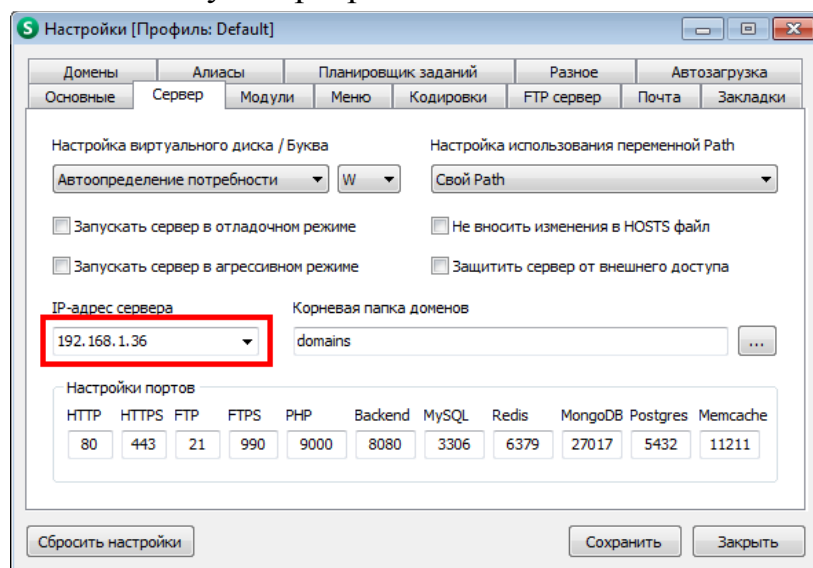 Настройки [Профиль: Default]
Домены Алиасы Планировщик заданий Разное Автозагрузка
Основные Сервер Модули Меню Кодировки FTP сервер Почта Закладки
Настройка виртуального диска / Буква Настройка использования переменной Path
Автоопределение потребности W Свой Path
Запускать сервер в отладочном режиме Не вносить изменения в HOSTS файл
Запускать сервер в агрессивном режиме Защитить сервер от внешнего доступа
IP-адрес сервера Корневая папка доменов
192.168.1.36 domains ...
Настройки портов
HTTP HTTPS FTP FTPS PHP Backend MySQL Redis MongoDB Postgres Memcache
80 443 21 990 9000 8080 3306 6379 27017 5432 11211
Сбросить настройки Сохранить Закрыть